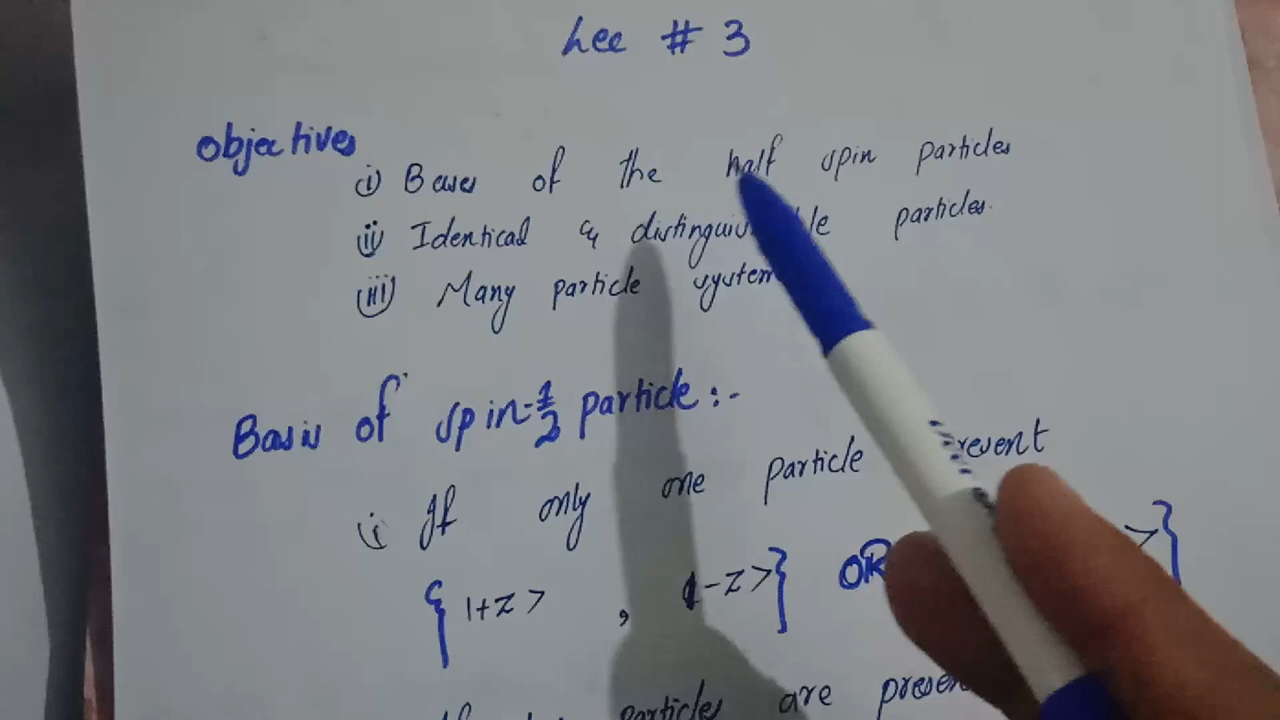 Lec # 3
Objectives
(i) Bases of the half spin particles
(ii) Identical & distinguishable particles.
(iii) Many particle system
Basis of spin-1/2 particle :-
(i If only one particle present
{ |+z> , |-z> } OR >}
particles are present